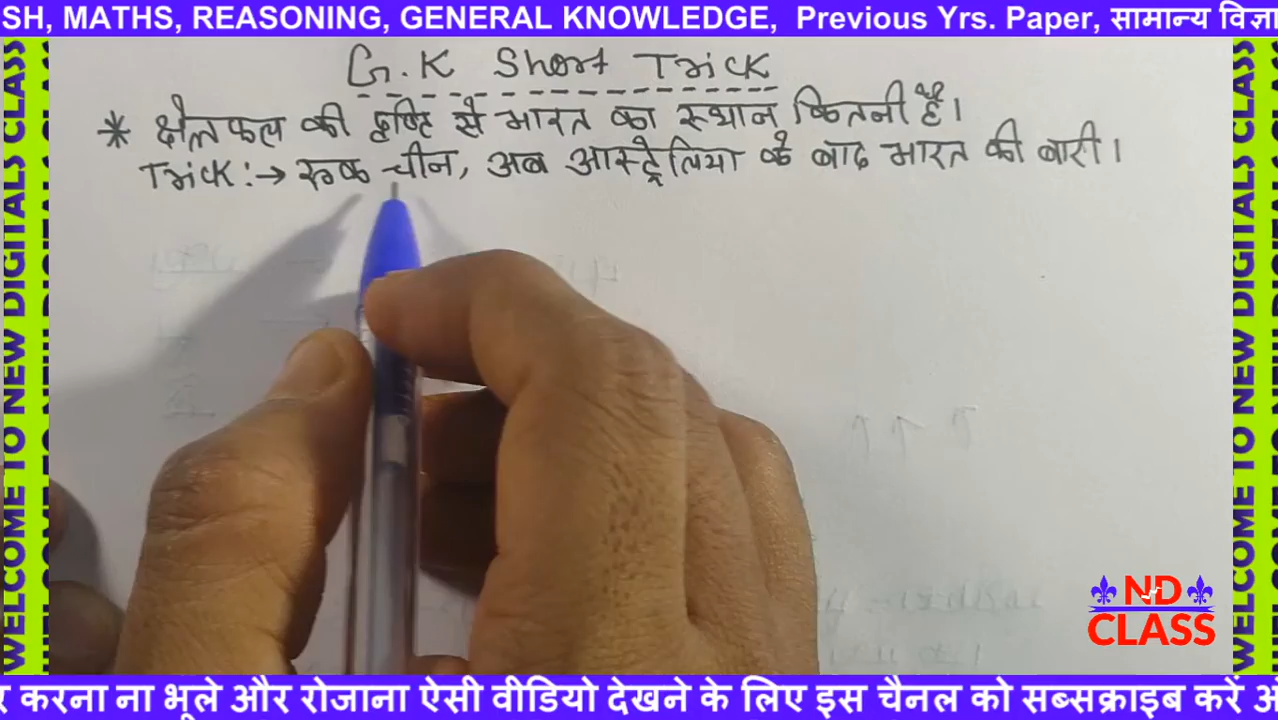 SH, MATHS, REASONING, GENERAL KNOWLEDGE, Previous Yrs. Paper, सामान्य विज्ञा
G.K Short Trick
* क्षेत्रफल की दृष्टि से भारत का स्थान कितनी है।
Trick:→ रूक चीन, अब आस्ट्रेलिया के बाद भारत की बारी।
WELCOME TO NEW DIGITALS CLASS
WELCOME TO NEW DIGITALS CLASS
ND
CLASS
र करना ना भूले और रोजाना ऐसी वीडियो देखने के लिए इस चैनल को सब्सक्राइब करें अ